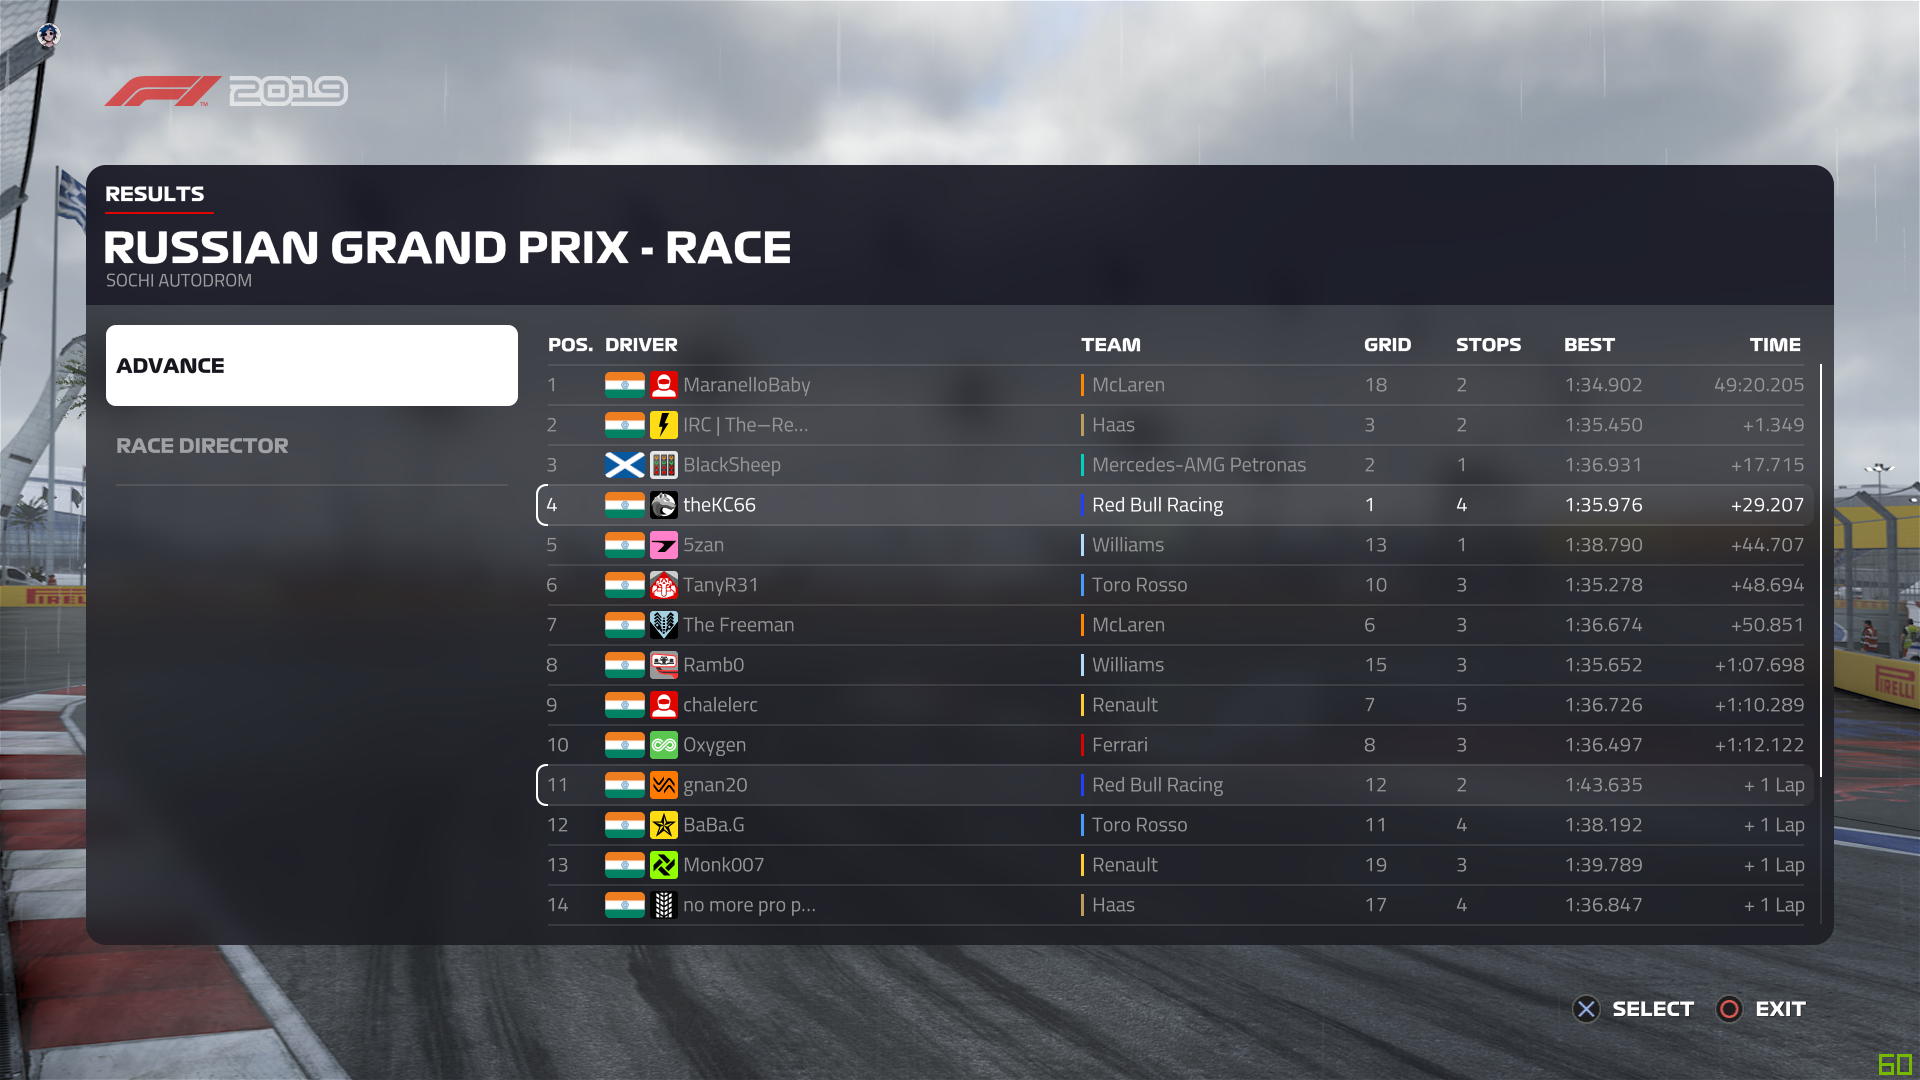 F1 2019
RESULTS
RUSSIAN GRAND PRIX - RACE
SOCHI AUTODROM
ADVANCE
RACE DIRECTOR
POS. DRIVER TEAM GRID STOPS BEST TIME
1 MaranelloBaby McLaren 18 2 1:34.902 49:20.205
2 IRC | The—Re... Haas 3 2 1:35.450 +1.349
3 BlackSheep Mercedes-AMG Petronas 2 1 1:36.931 +17.715
4 theKC66 Red Bull Racing 1 4 1:35.976 +29.207
5 5zan Williams 13 1 1:38.790 +44.707
6 TanyR31 Toro Rosso 10 3 1:35.278 +48.694
7 The Freeman McLaren 6 3 1:36.674 +50.851
8 Ramb0 Williams 15 3 1:35.652 +1:07.698
9 chalelerc Renault 7 5 1:36.726 +1:10.289
10 Oxygen Ferrari 8 3 1:36.497 +1:12.122
11 gnan20 Red Bull Racing 12 2 1:43.635 + 1 Lap
12 BaBa.G Toro Rosso 11 4 1:38.192 + 1 Lap
13 Monk007 Renault 19 3 1:39.789 + 1 Lap
14 no more pro p... Haas 17 4 1:36.847 + 1 Lap
PIRELLI
SELECT EXIT
60